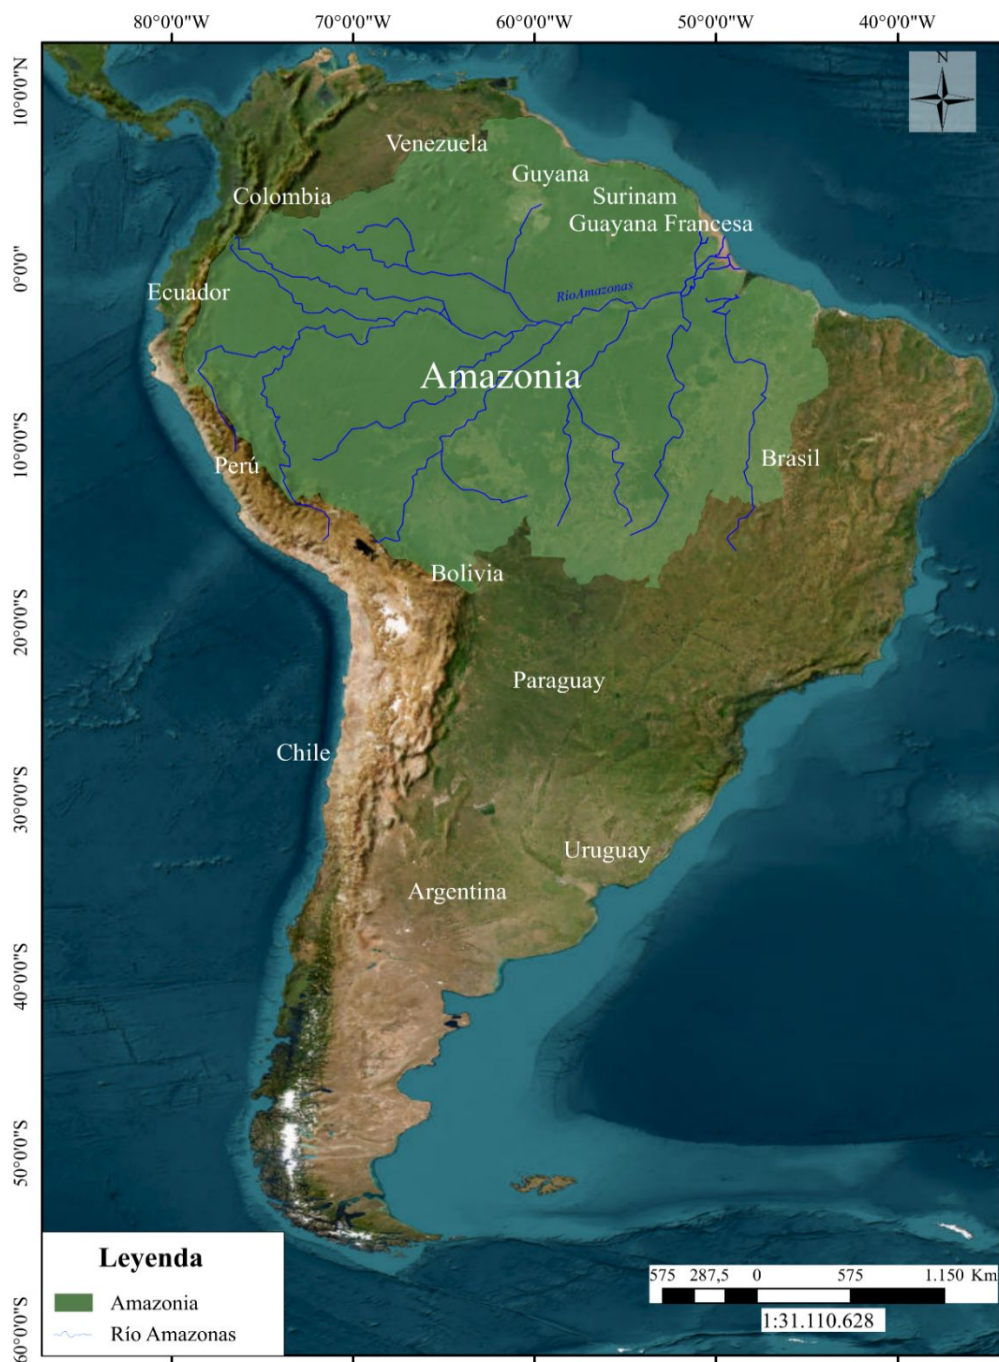 80°0'0"W 70°0'0"W 60°0'0"W 50°0'0"W 40°0'0"W
10°0'0"N
0°0'0"
10°0'0"S
20°0'0"S
30°0'0"S
40°0'0"S
50°0'0"S
60°0'0"S
N
Venezuela
Guyana
Colombia
Surinam
Guayana Francesa
Ecuador
RíoAmazonas
Amazonia
Perú
Brasil
Bolivia
Paraguay
Chile
Uruguay
Argentina
Leyenda
Amazonia
Río Amazonas
575 287,5 0 575 1.150 Km
1:31.110.628